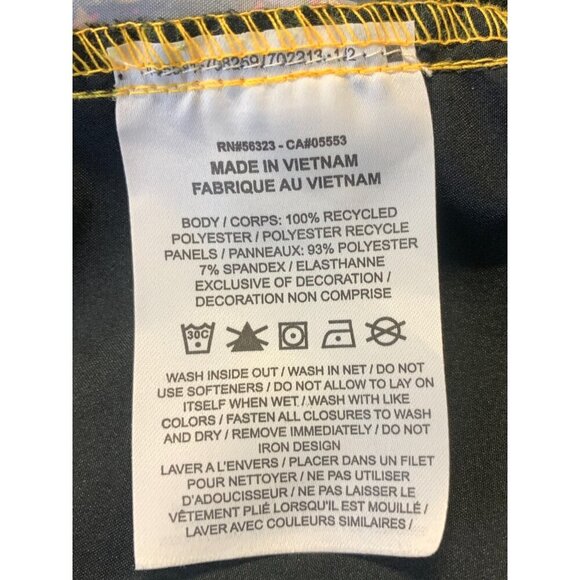 702213 1/2
RN#56323 - CA#05553
MADE IN VIETNAM
FABRIQUE AU VIETNAM
BODY / CORPS: 100% RECYCLED
POLYESTER / POLYESTER RECYCLE
PANELS / PANNEAUX: 93% POLYESTER
7% SPANDEX / ELASTHANNE
EXCLUSIVE OF DECORATION /
DECORATION NON COMPRISE
30C
WASH INSIDE OUT / WASH IN NET / DO NOT
USE SOFTENERS / DO NOT ALLOW TO LAY ON
ITSELF WHEN WET / WASH WITH LIKE
COLORS / FASTEN ALL CLOSURES TO WASH
AND DRY / REMOVE IMMEDIATELY / DO NOT
IRON DESIGN
LAVER A L'ENVERS / PLACER DANS UN FILET
POUR NETTOYER / NE PAS UTILISER
D'ADOUCISSEUR / NE PAS LAISSER LE
VÊTEMENT PLIÉ LORSQU'IL EST MOUILLÉ /
LAVER AVEC COULEURS SIMILAIRES /